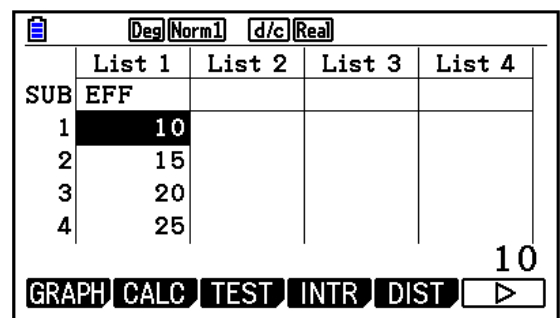 Deg Norm1 d/c Real
List 1 List 2 List 3 List 4
SUB EFF
1 10
2 15
3 20
4 25
10
GRAPH CALC TEST INTR DIST ▷